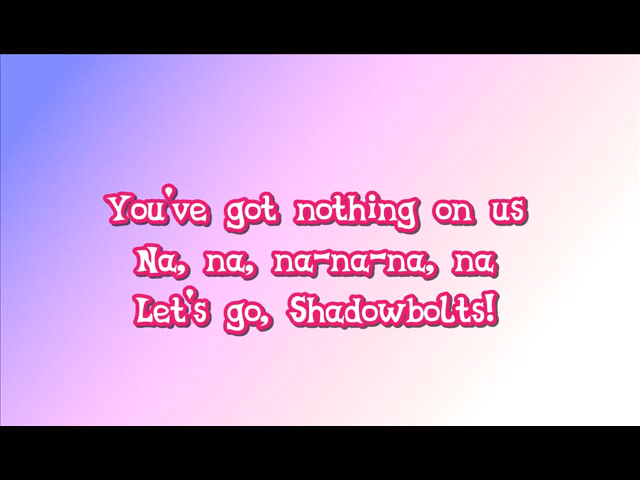 You've got nothing on us
Na, na, na-na-na, na
Let's go, Shadowbolts!